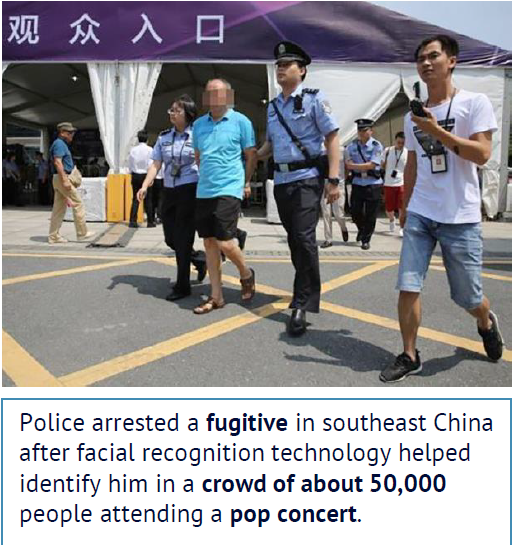 观众入口
Police arrested a fugitive in southeast China
after facial recognition technology helped
identify him in a crowd of about 50,000
people attending a pop concert.